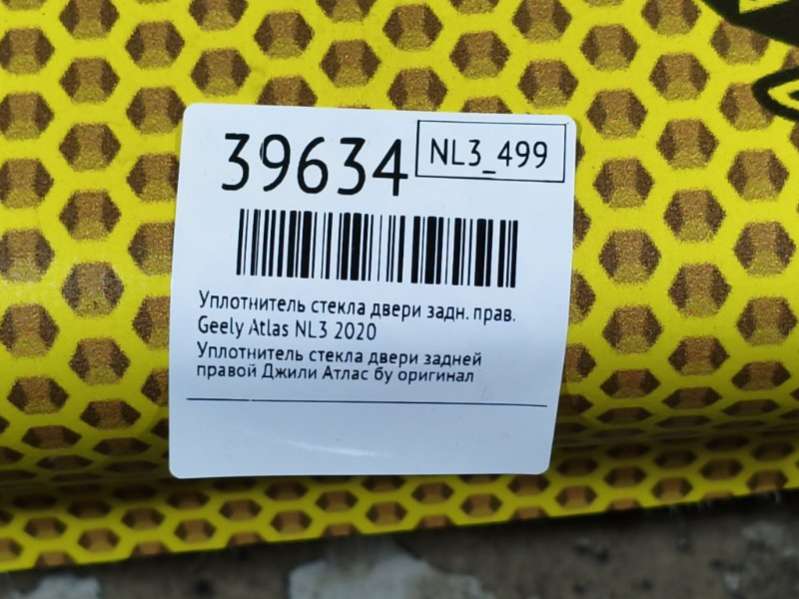 39634
NL3_499
Уплотнитель стекла двери задн. прав.
Geely Atlas NL3 2020
Уплотнитель стекла двери задней
правой Джили Атлас бу оригинал